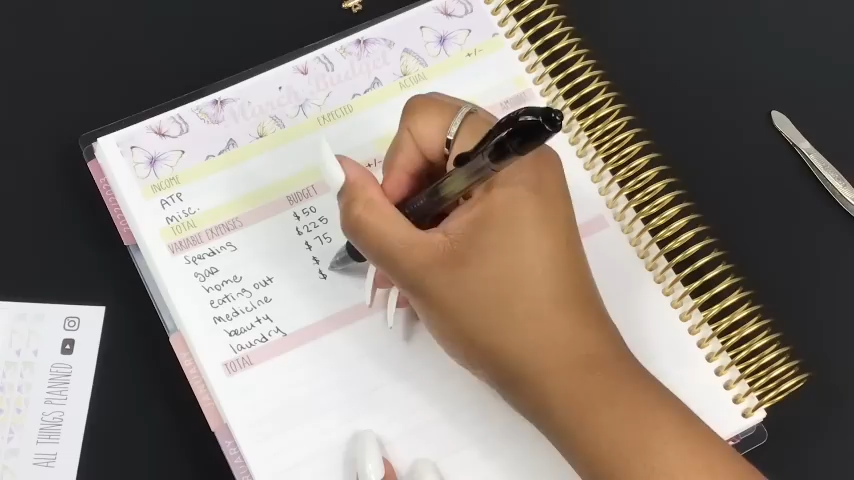 March Budget
EXPECTED ACTUAL +/-
INCOME
ATP
Misc.
TOTAL
+/-
VARIABLE EXPENSES BUDGET
Spending $50
gas $225
home $75
eating out $
medicine $
beauty
laundry
TOTAL
ALL THINGS PLANNED